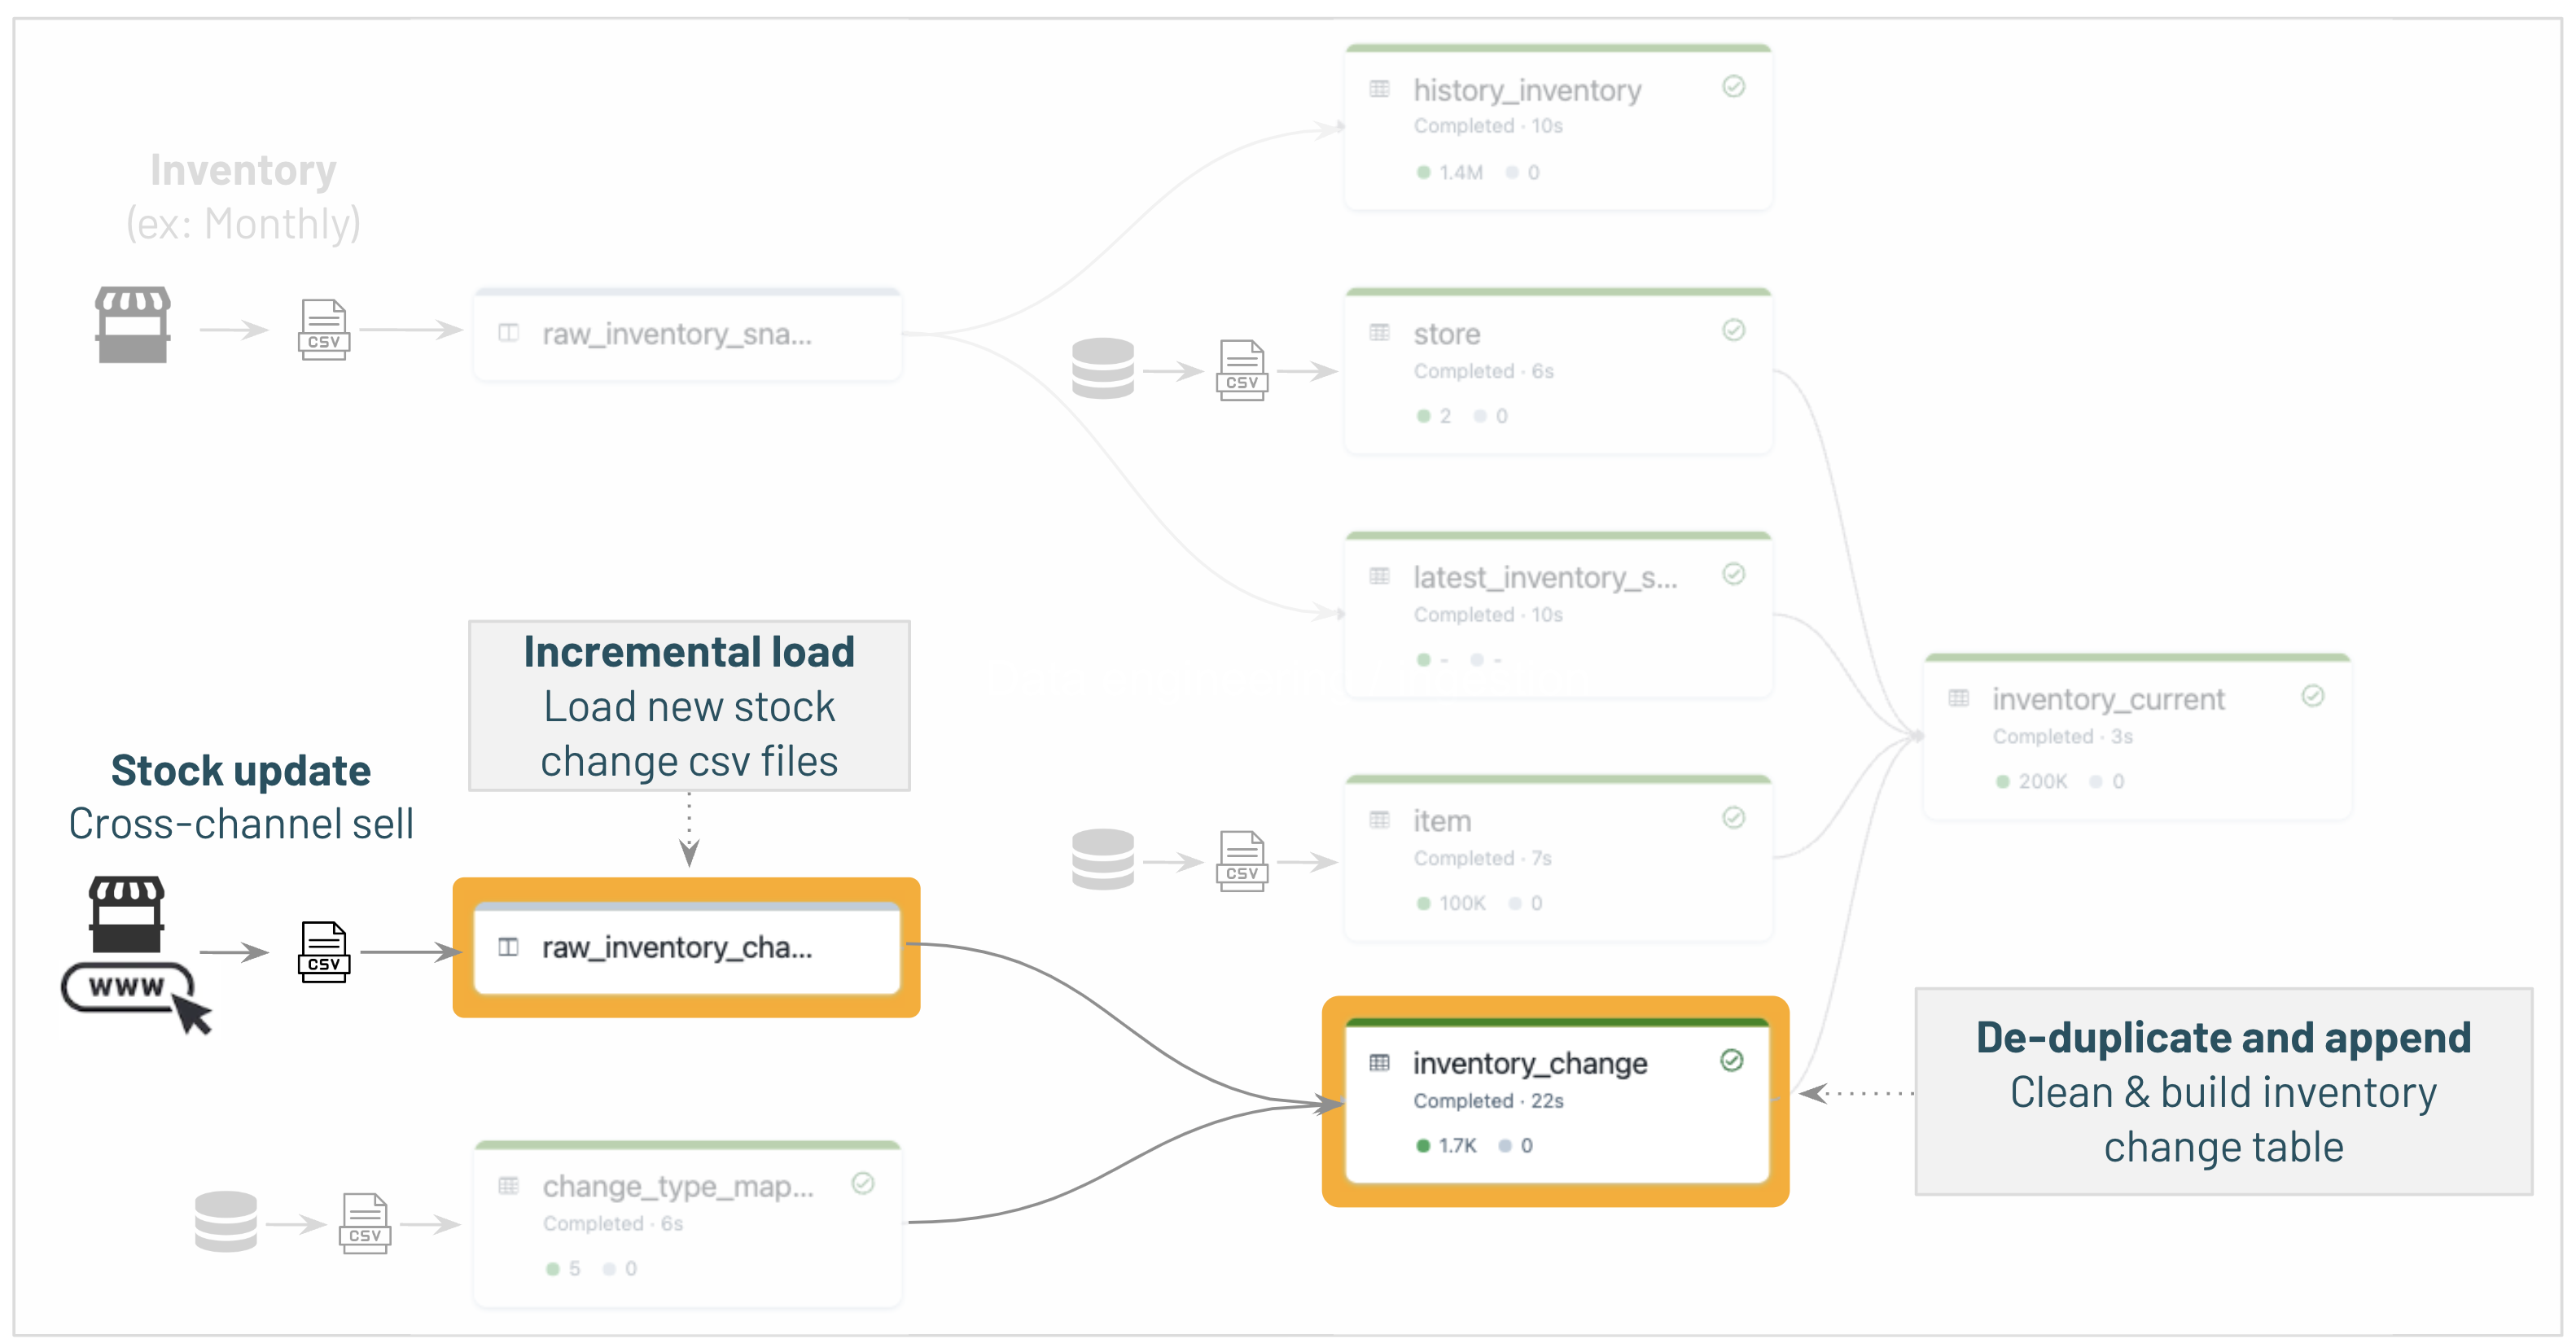 Inventory
(ex: Monthly)
CSV
raw_inventory_sna...
history_inventory
Completed · 10s
1.4M 0
CSV
store
Completed · 6s
2 0
latest_inventory_s...
Completed · 10s
- -
Incremental load
Load new stock
change csv files
Stock update
Cross-channel sell
www
CSV
raw_inventory_cha...
CSV
item
Completed · 7s
100K 0
inventory_current
Completed · 3s
200K 0
inventory_change
Completed · 22s
1.7K 0
De-duplicate and append
Clean & build inventory
change table
CSV
change_type_map...
Completed · 6s
5 0